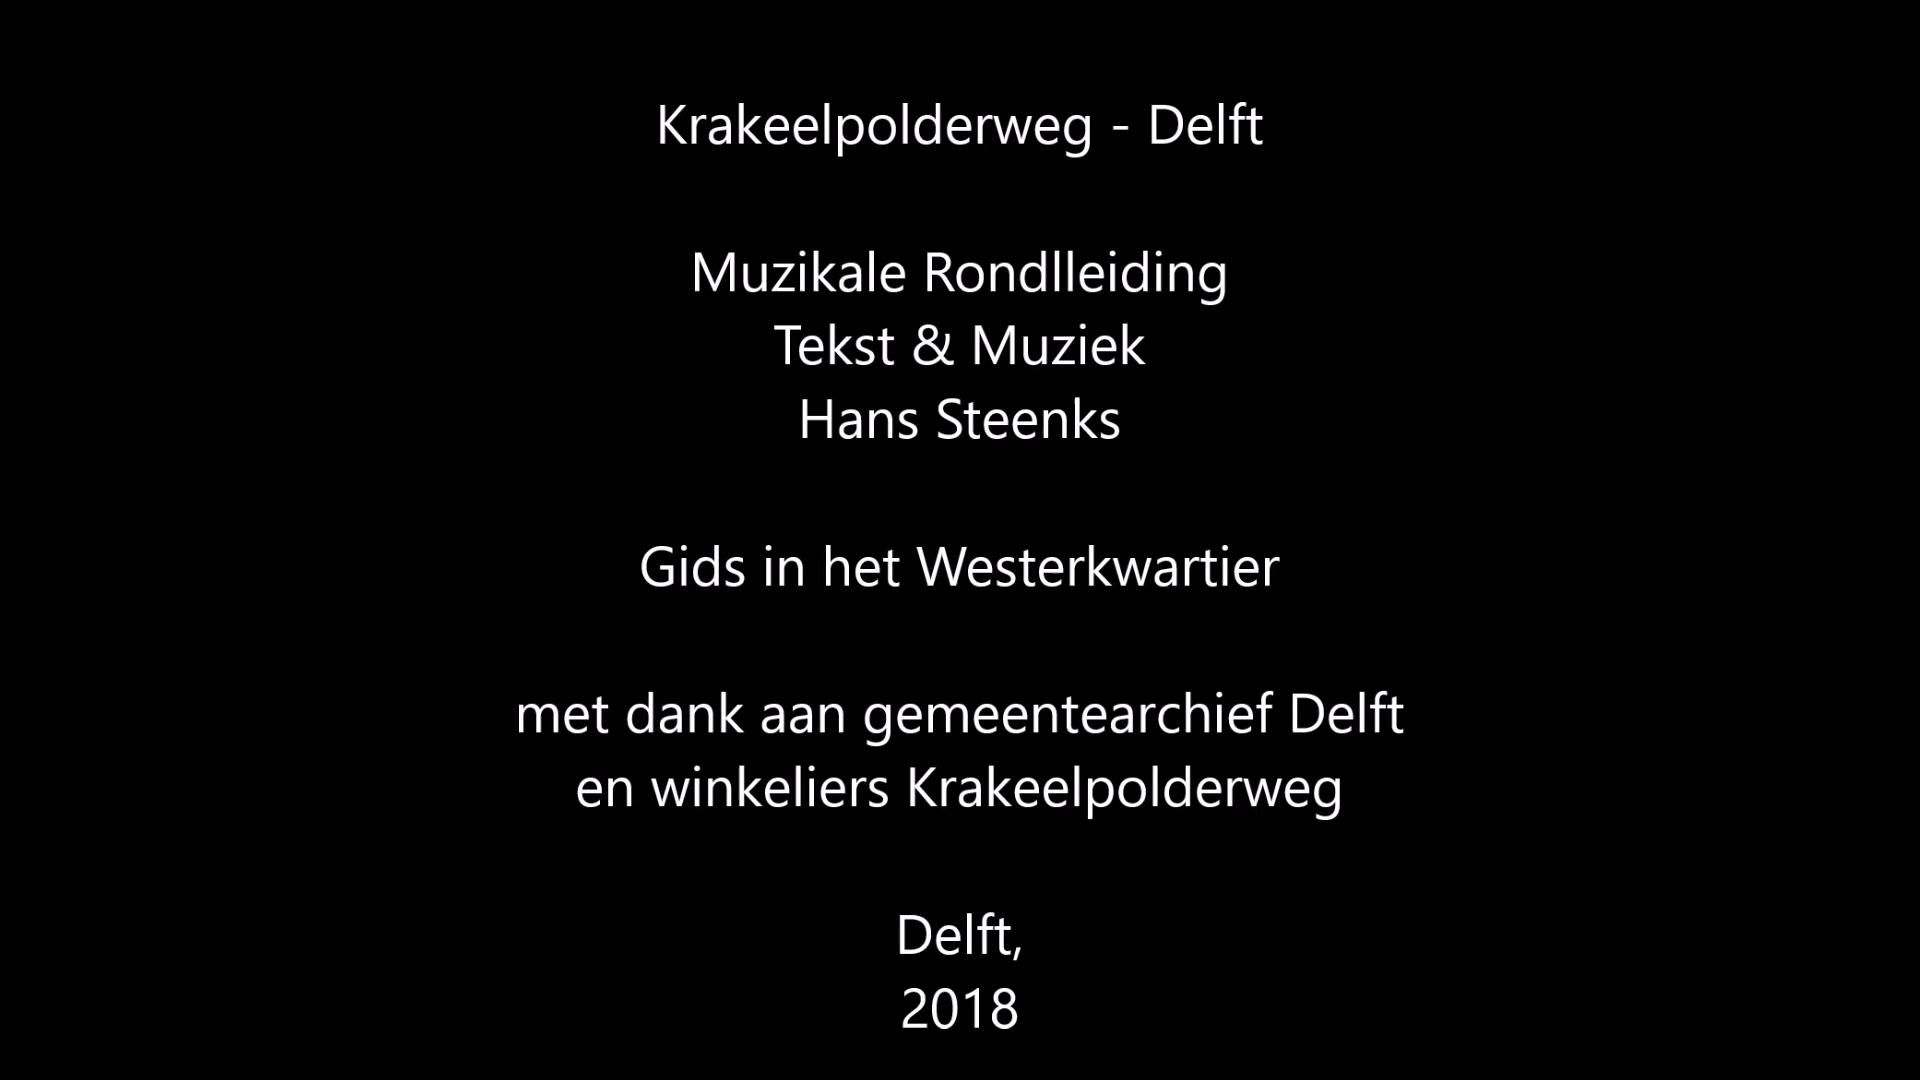 Krakeelpolderweg - Delft
Muzikale Rondlleiding
Tekst & Muziek
Hans Steenks
Gids in het Westerkwartier
met dank aan gemeentearchief Delft
en winkeliers Krakeelpolderweg
Delft,
2018